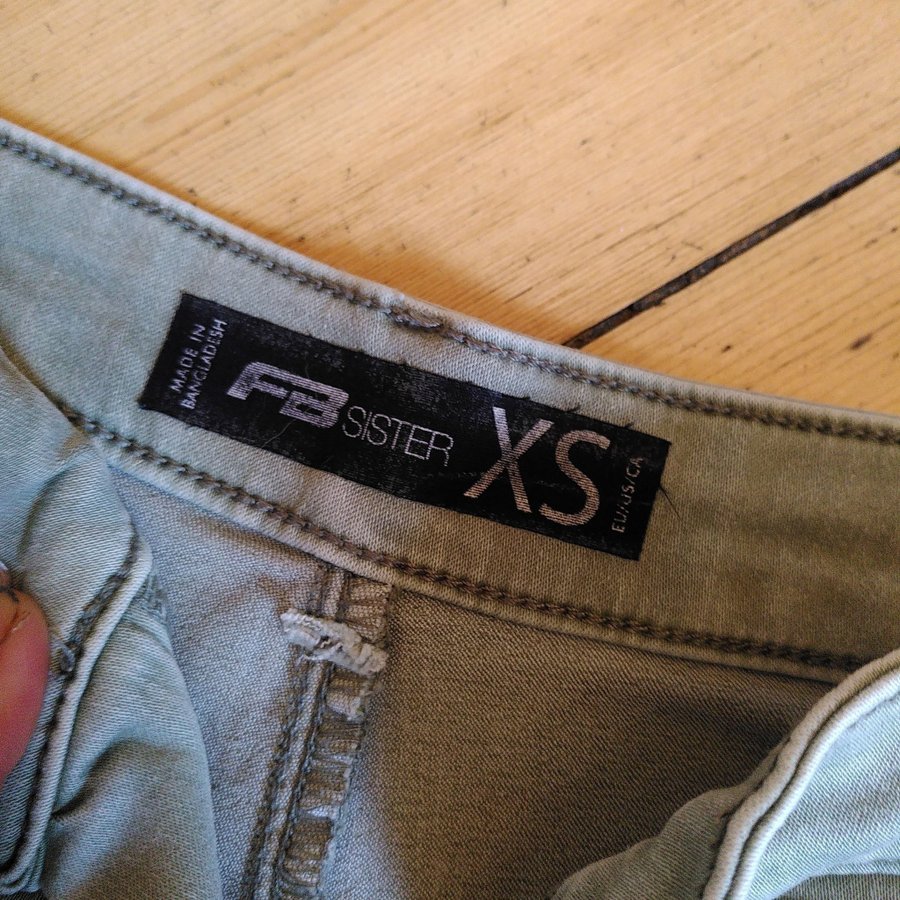 MADE IN
BANGLADESH
FB SISTER
XS
EU/US/CA